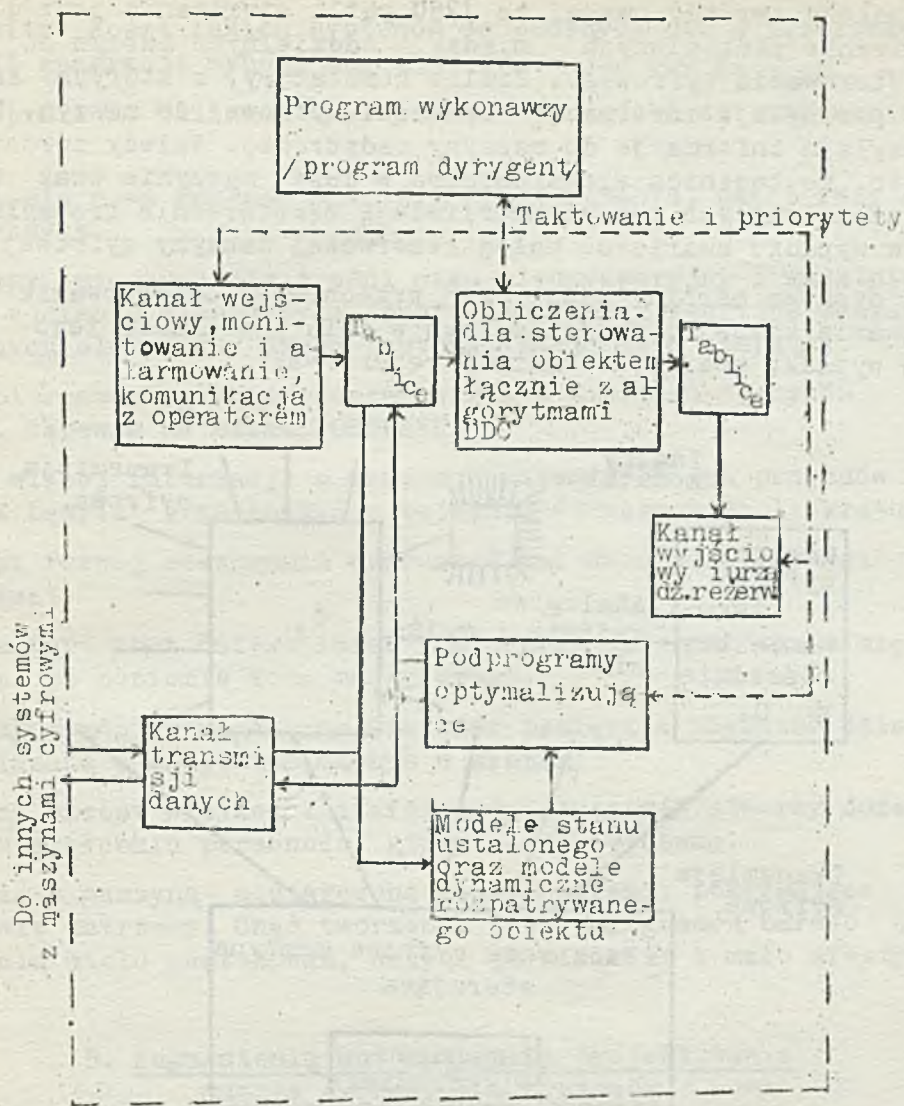 Program wykonawczy
/program dyrygent/
Taktowanie i priorytety
Kanał wejś-
ciowy,moni-
towanie i a
larmowanie,
komunikacja
z operatorem
Tablice
Obliczenia
dla sterowa-
nia obiektem
łącznie z al-
gorytmami
DDC
Tablice
Kanał
wyjścio
wy i urzą
dz.rezerw.
Podprogramy
optymalizują
ce
Kanał
transmi
sji
danych
Modele stanu
ustalonego
oraz modele
dynamiczne
rozpatrywane-
go obiektu
Do innych systemów
z maszynami cyfrowymi